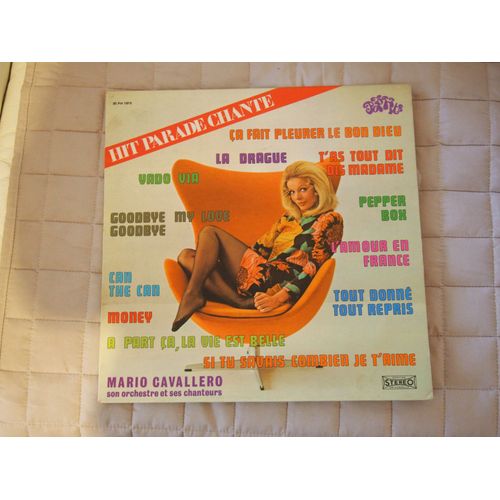 HIT PARADE CHANTE
ÇA FAIT PLEURER LE BON DIEU
LA DRAGUE
T'AS TOUT DIT
DIS MADAME
VADO VIA
PEPPER
BOX
GOODBYE MY LOVE
GOODBYE
L'AMOUR EN
FRANCE
CAN
THE CAN
TOUT DONNÉ
TOUT REPRIS
MONEY
A PART ÇA, LA VIE EST BELLE
SI TU SAVAIS COMBIEN JE T'AIME
MARIO CAVALLERO
son orchestre et ses chanteurs
STEREO